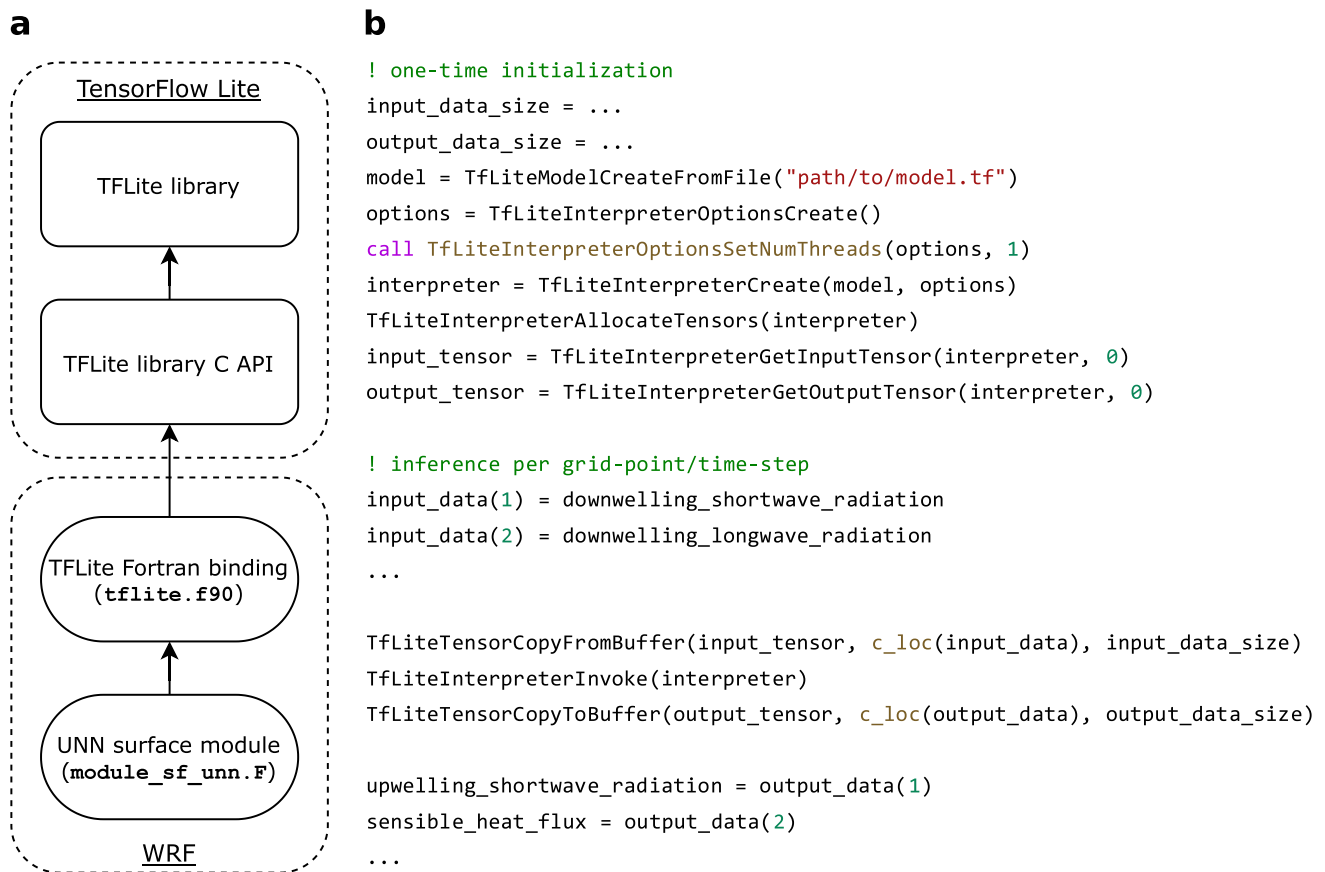 a
TensorFlow Lite
TFLite library
TFLite library C API
TFLite Fortran binding
(tflite.f90)
UNN surface module
(module_sf_unn.F)
WRF
b
! one-time initialization
input_data_size = ...
output_data_size = ...
model = TfLiteModelCreateFromFile("path/to/model.tf")
options = TfLiteInterpreterOptionsCreate()
call TfLiteInterpreterOptionsSetNumThreads(options, 1)
interpreter = TfLiteInterpreterCreate(model, options)
TfLiteInterpreterAllocateTensors(interpreter)
input_tensor = TfLiteInterpreterGetInputTensor(interpreter, 0)
output_tensor = TfLiteInterpreterGetOutputTensor(interpreter, 0)
! inference per grid-point/time-step
input_data(1) = downwelling_shortwave_radiation
input_data(2) = downwelling_longwave_radiation
...
TfLiteTensorCopyFromBuffer(input_tensor, c_loc(input_data), input_data_size)
TfLiteInterpreterInvoke(interpreter)
TfLiteTensorCopyToBuffer(output_tensor, c_loc(output_data), output_data_size)
upwelling_shortwave_radiation = output_data(1)
sensible_heat_flux = output_data(2)
...